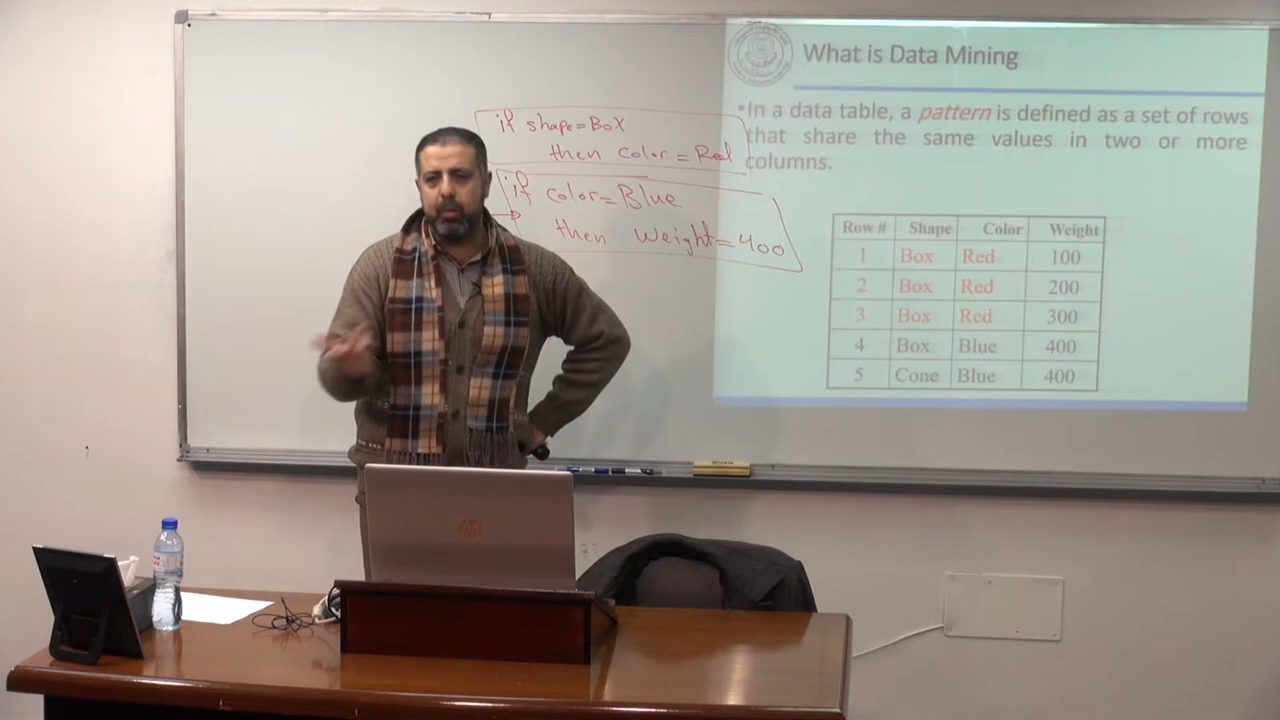 What is Data Mining
•In a data table, a pattern is defined as a set of rows
that share the same values in two or more
columns.
Row # Shape Color Weight
1 Box Red 100
2 Box Red 200
3 Box Red 300
4 Box Blue 400
5 Cone Blue 400
if shape=Box
then color=Red
if color=Blue
then weight=400
hp